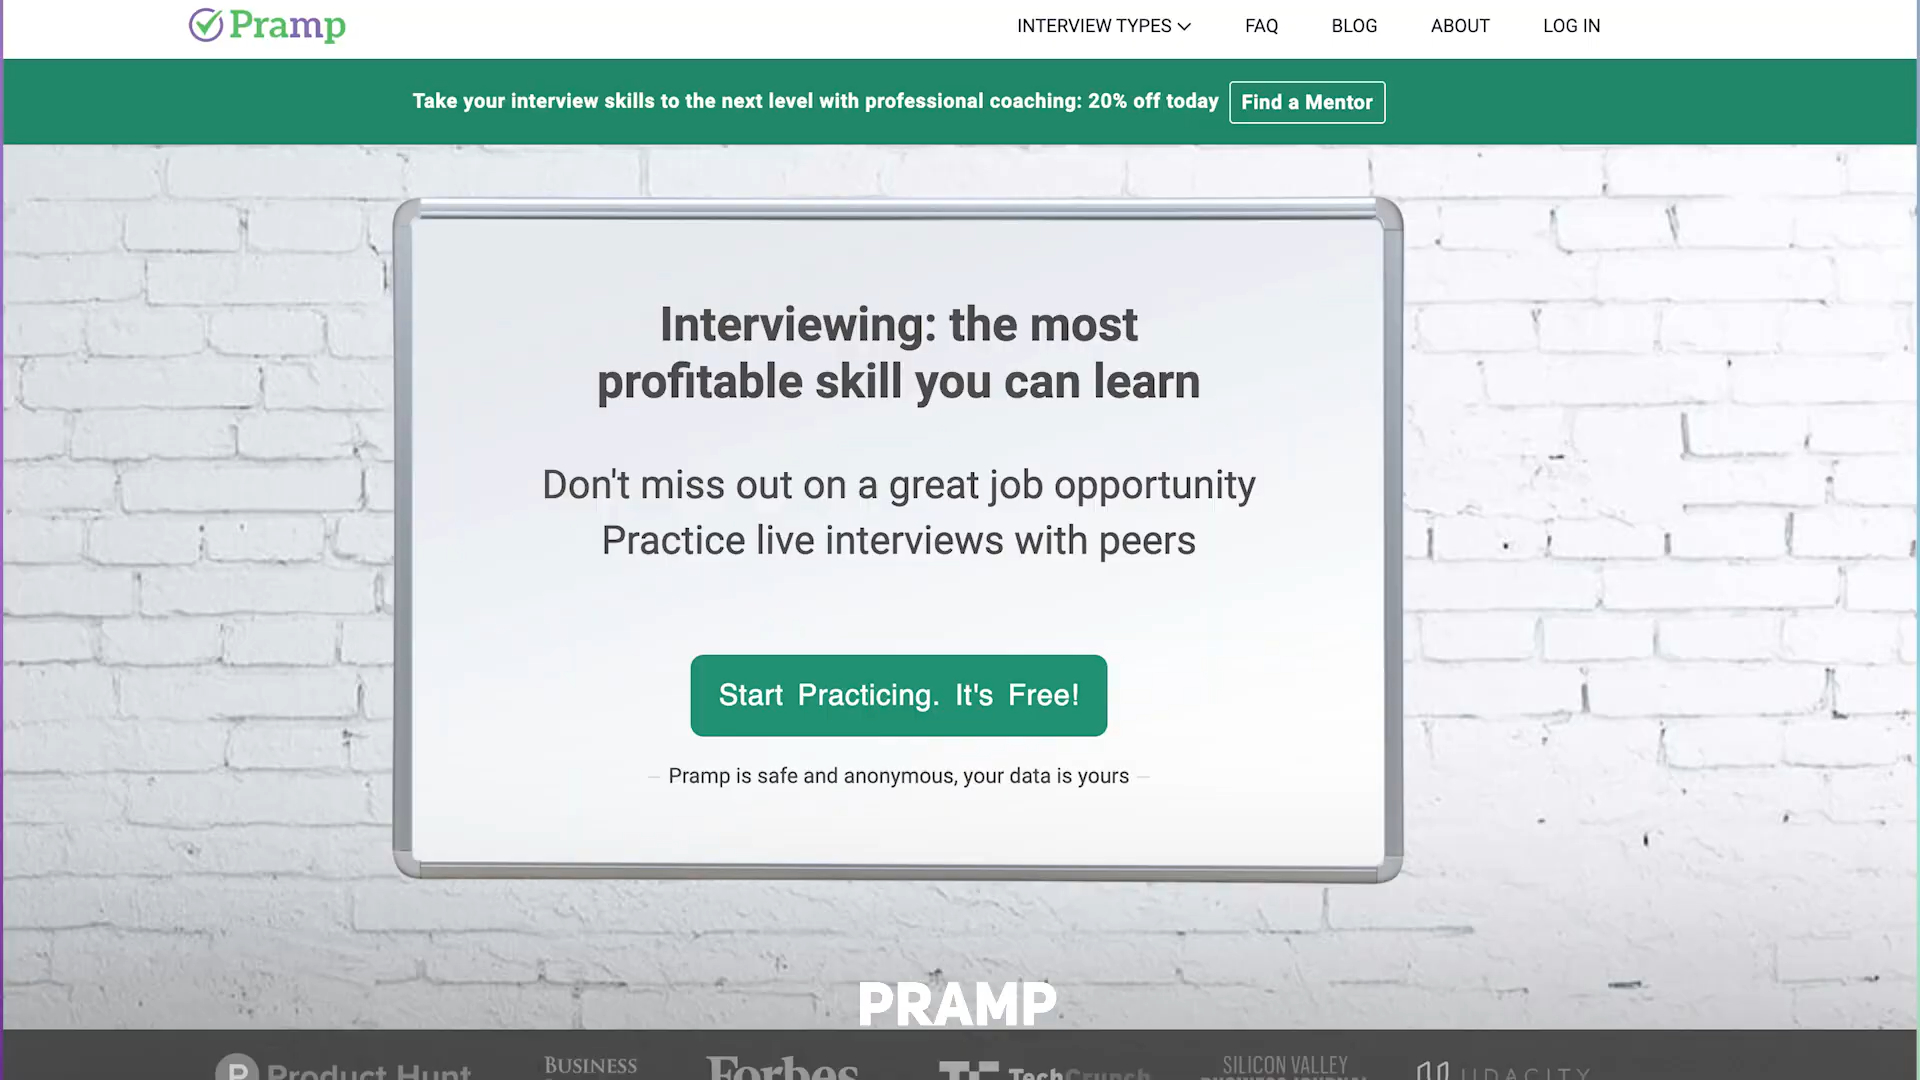 Pramp
INTERVIEW TYPES
FAQ
BLOG
ABOUT
LOG IN
Take your interview skills to the next level with professional coaching: 20% off today
Find a Mentor
Interviewing: the most
profitable skill you can learn
Don't miss out on a great job opportunity
Practice live interviews with peers
Start Practicing. It's Free!
Pramp is safe and anonymous, your data is yours
PRAMP
Product Hunt
BUSINESS
Forbes
TechCrunch
SILICON VALLEY
UDACITY